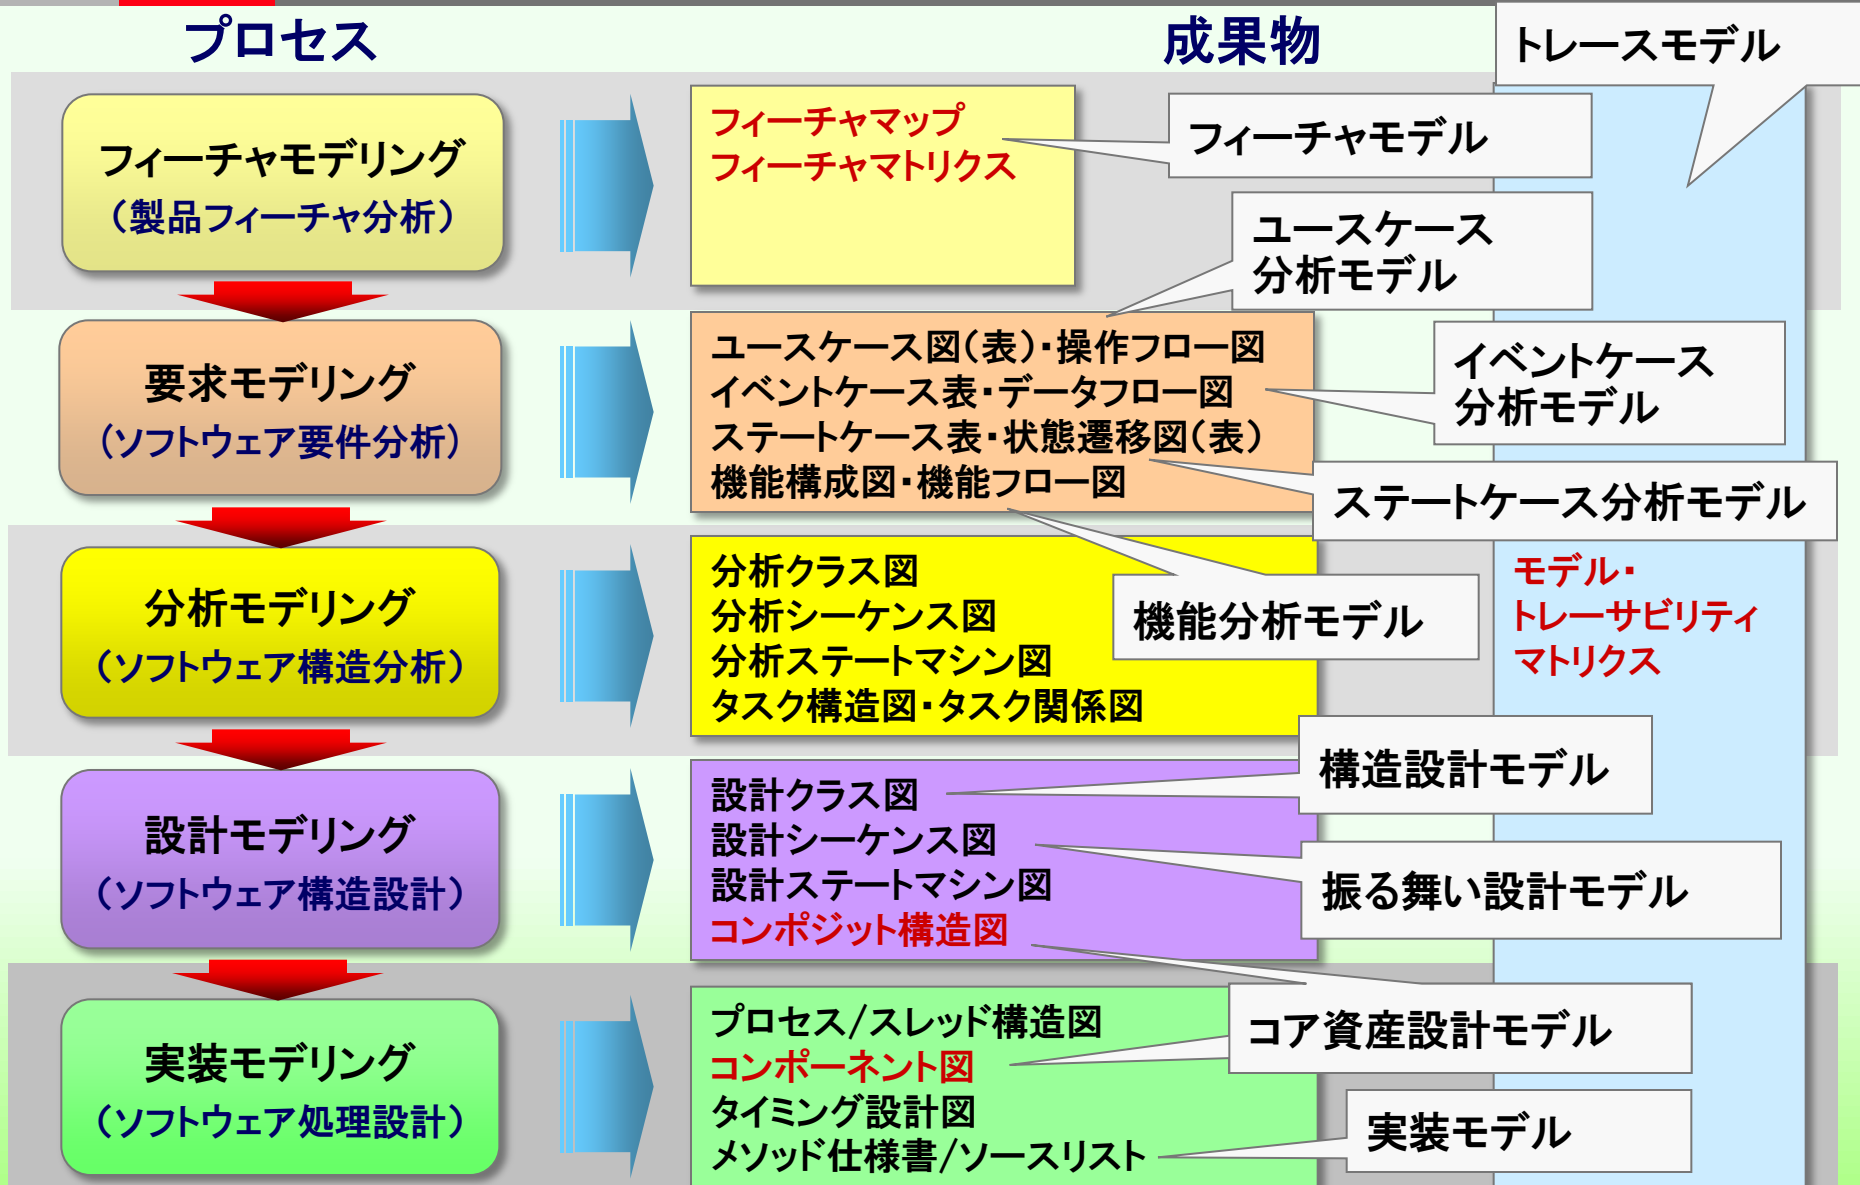 プロセス
成果物
トレースモデル
フィーチャモデリング
（製品フィーチャ分析）
フィーチャマップ
フィーチャマトリクス
フィーチャモデル
ユースケース
分析モデル
要求モデリング
（ソフトウェア要件分析）
ユースケース図（表）・操作フロー図
イベントケース表・データフロー図
ステートケース表・状態遷移図（表）
機能構成図・機能フロー図
イベントケース
分析モデル
ステートケース分析モデル
分析モデリング
（ソフトウェア構造分析）
分析クラス図
分析シーケンス図
分析ステートマシン図
タスク構造図・タスク関係図
機能分析モデル
モデル・
トレーサビリティ
マトリクス
設計モデリング
（ソフトウェア構造設計）
設計クラス図
設計シーケンス図
設計ステートマシン図
コンポジット構造図
構造設計モデル
振る舞い設計モデル
実装モデリング
（ソフトウェア処理設計）
プロセス/スレッド構造図
コンポーネント図
タイミング設計図
メソッド仕様書/ソースリスト
コア資産設計モデル
実装モデル